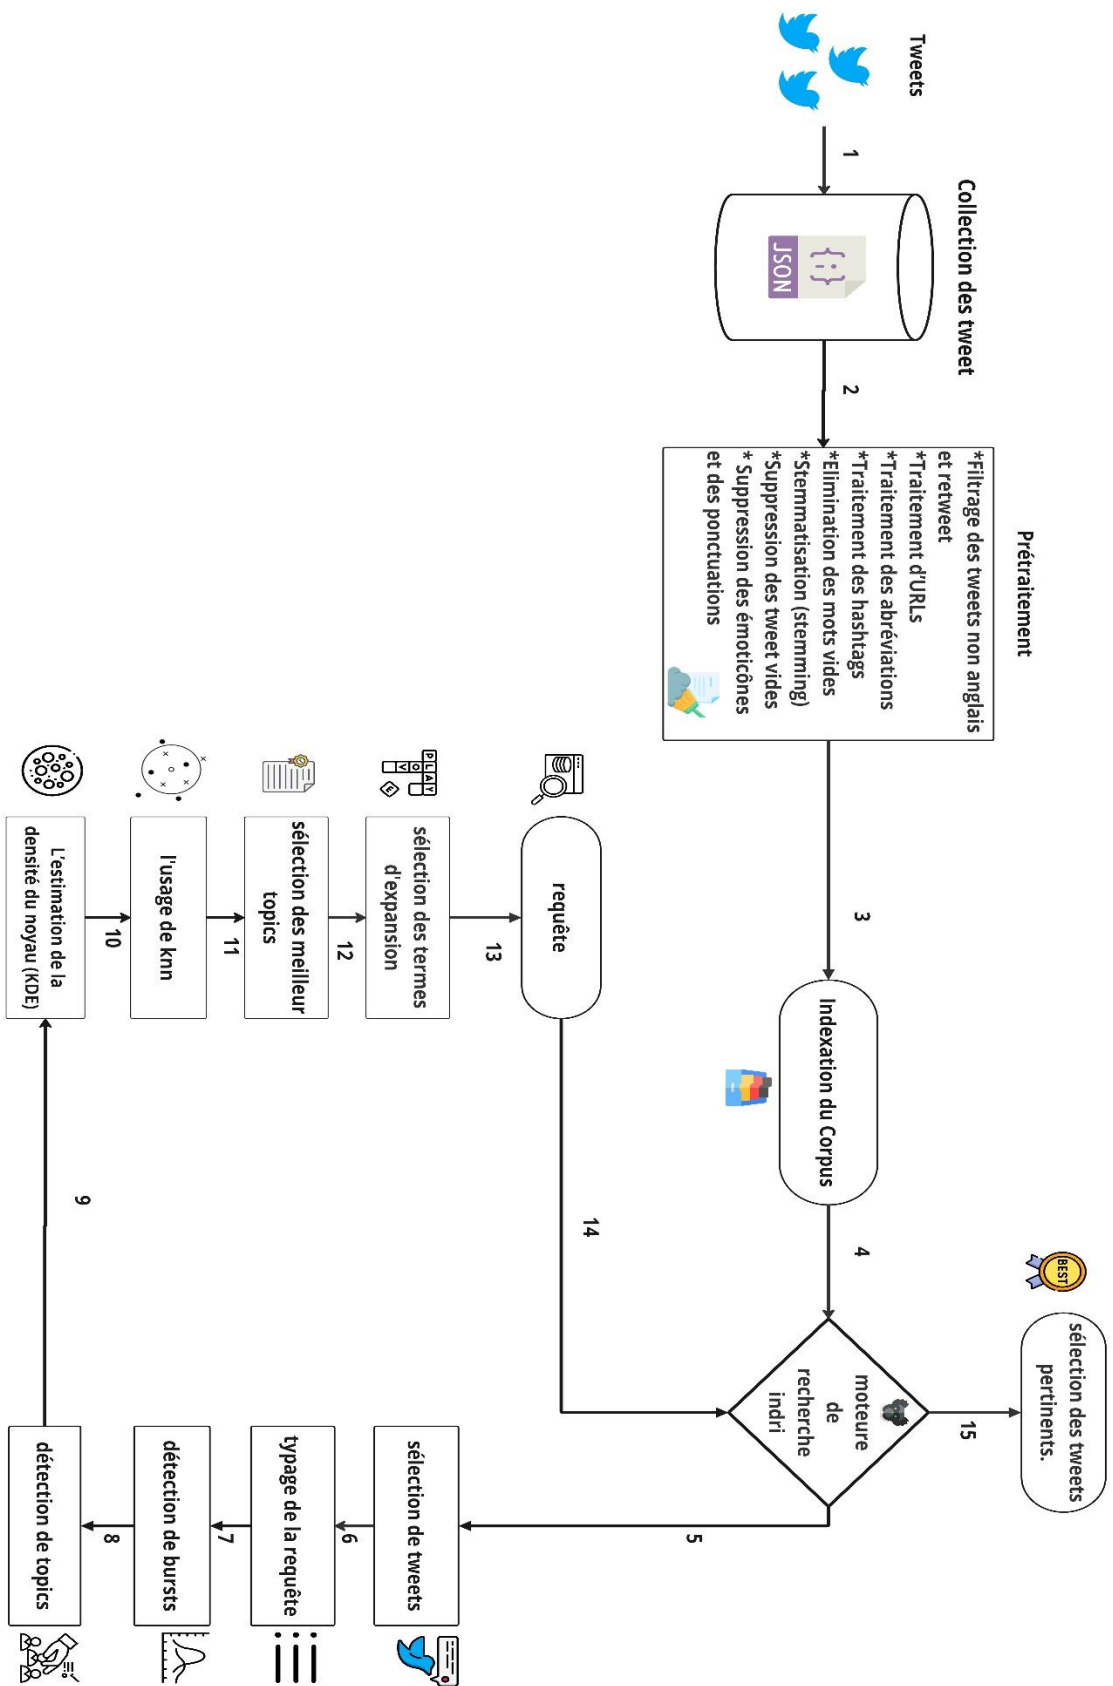 Tweets
1
Collection des tweet
JSON
2
Prétraitement
*Filtrage des tweets non anglais
et retweet
*Traitement d'URLs
*Traitement des abréviations
*Traitement des hashtags
*Elimination des mots vides
*Stemmatisation (stemming)
*Suppression des tweet vides
* Suppression des émoticônes
et des ponctuations
3
Indexation du Corpus
4
moteure
de
recherche
indri
15
BEST
sélection des tweets
pertinents.
5
sélection de tweets
6
typage de la requête
7
détection de bursts
8
détection de topics
9
L'estimation de la
densité du noyau (KDE)
10
l'usage de knn
11
sélection des meilleur
topics
12
sélection des termes
d'expansion
PLAY
V O
E
13
requête
14